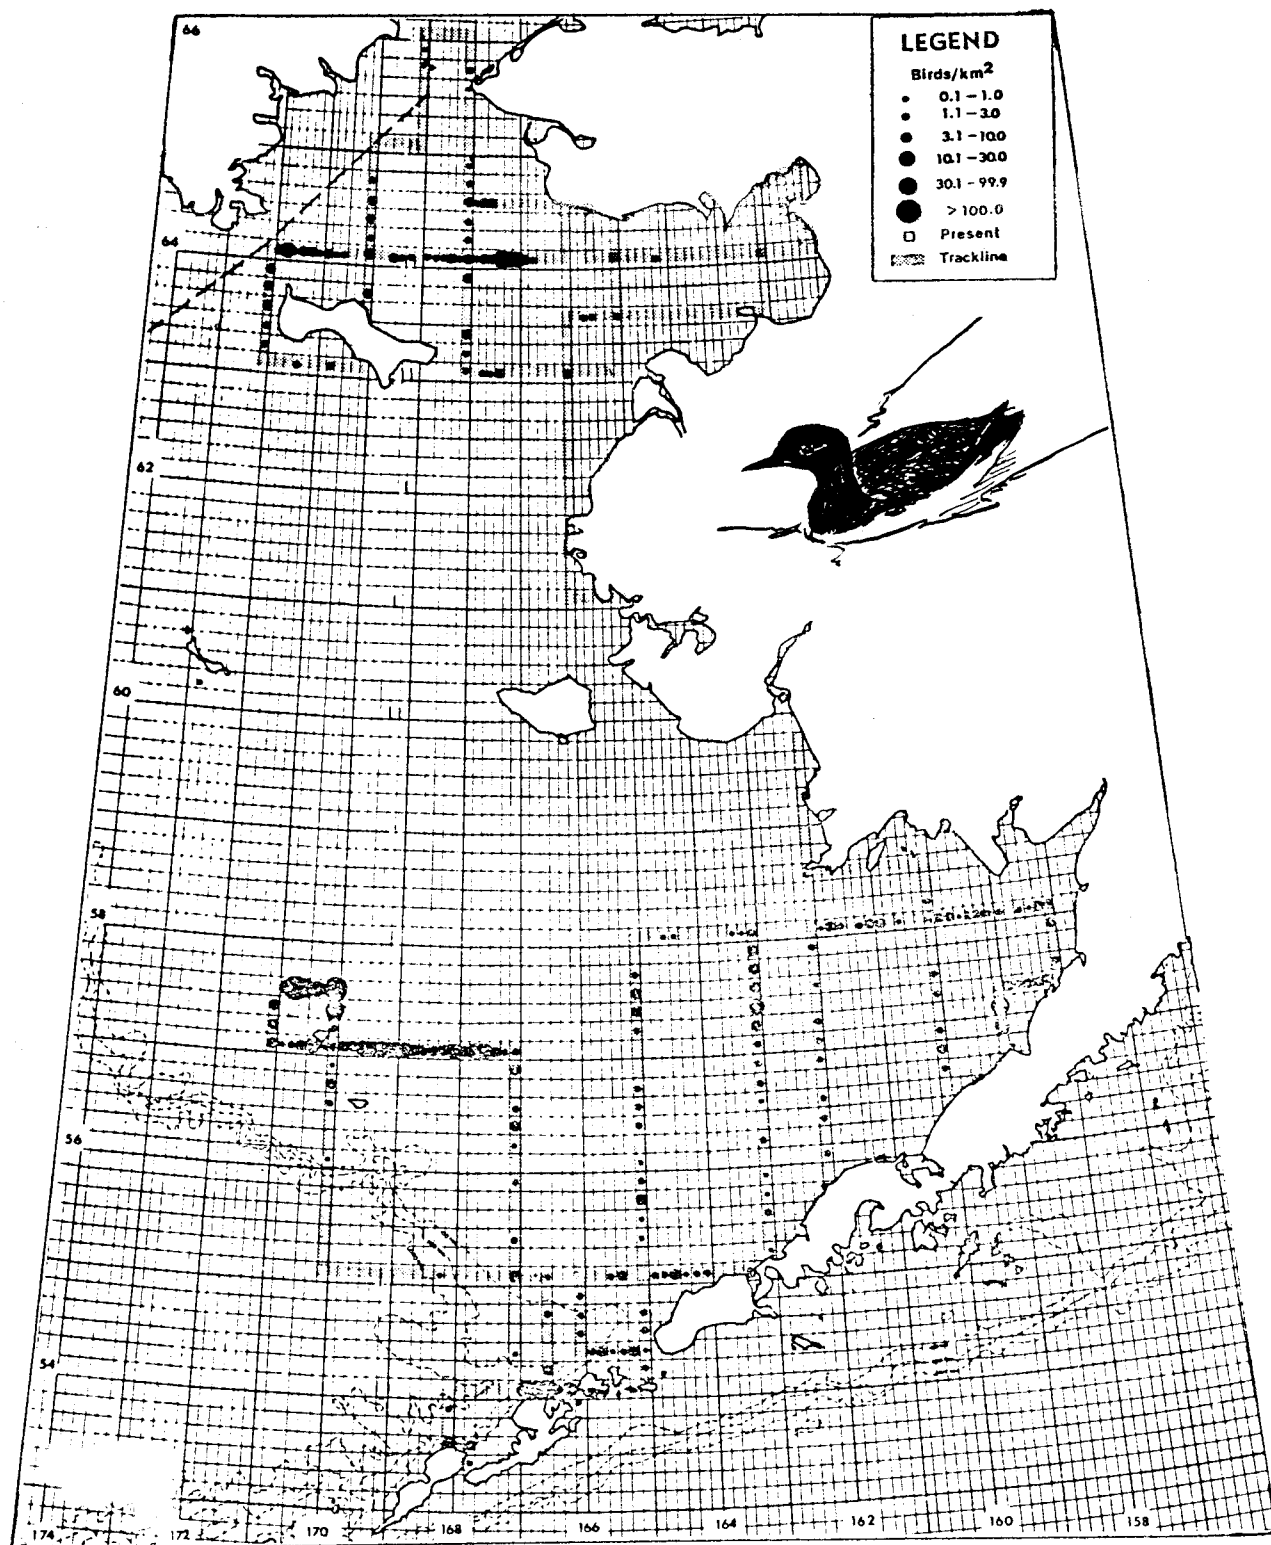 66
LEGEND
Birds/km²
0.1 – 1.0
1.1 – 3.0
3.1 – 10.0
10.1 – 30.0
30.1 – 99.9
> 100.0
Present
Trackline
64
62
60
58
56
54
174 172 170 168 166 164 162 160 158